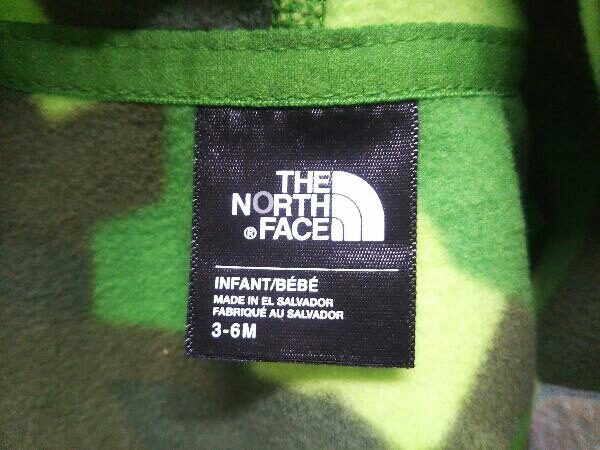 THE
NORTH
® FACE
INFANT/BÉBÉ
MADE IN EL SALVADOR
FABRIQUÉ AU SALVADOR
3-6M